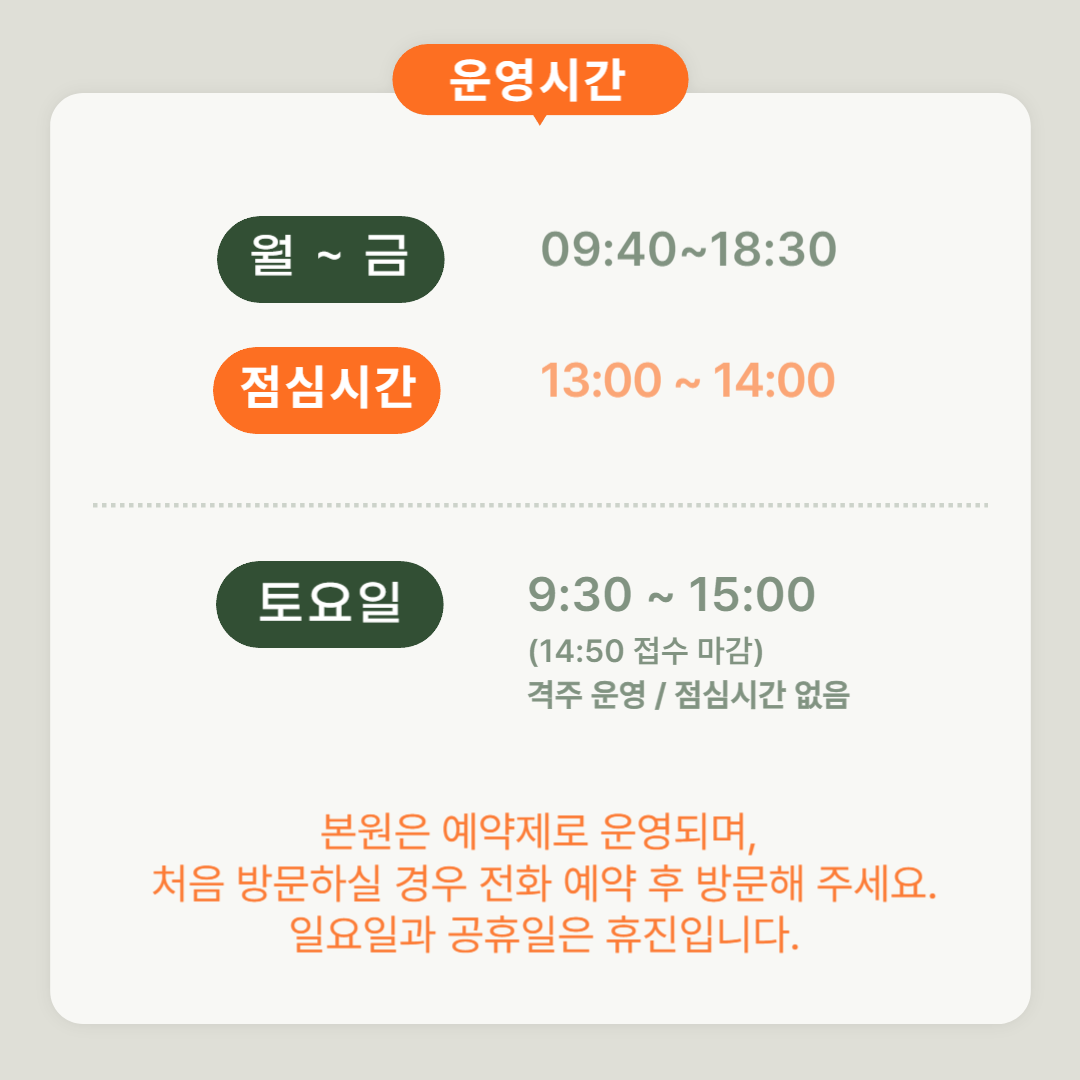 운영시간
월 ~ 금 09:40~18:30
점심시간 13:00 ~ 14:00
토요일 9:30 ~ 15:00
(14:50 접수 마감)
격주 운영 / 점심시간 없음
본원은 예약제로 운영되며,
처음 방문하실 경우 전화 예약 후 방문해 주세요.
일요일과 공휴일은 휴진입니다.